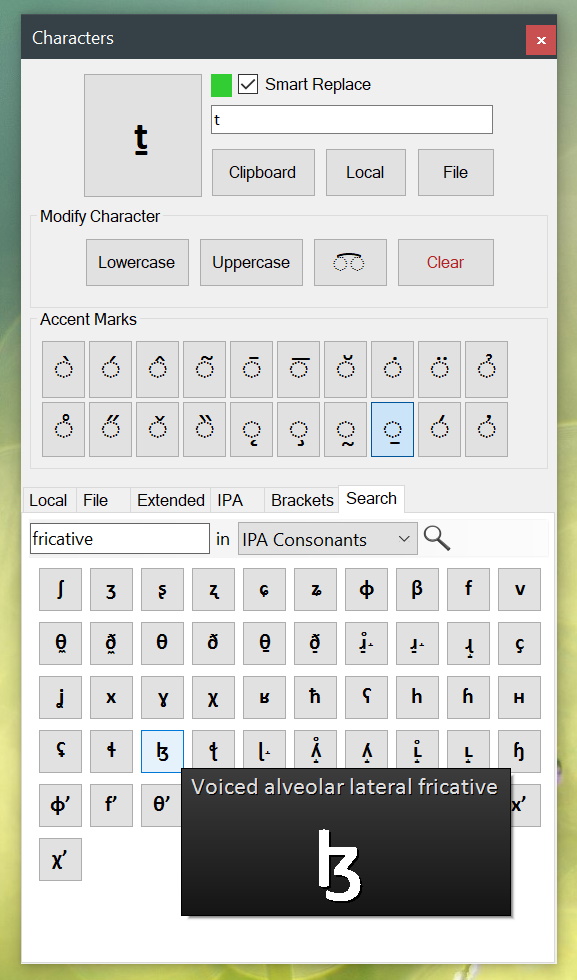 Characters
x
ṯ
Smart Replace
t
Clipboard Local File
Modify Character
Lowercase Uppercase ◌͡◌ Clear
Accent Marks
◌̀ ◌́ ◌̂ ◌̃ ◌̄ ◌̅ ◌̆ ◌̇ ◌̈ ◌̉
◌̊ ◌̋ ◌̌ ◌̏ ◌̨ ◌̡ ◌̰ ◌̠ ◌́ ◌̓
Local File Extended IPA Brackets Search
fricative in IPA Consonants
ʃ ʒ ʂ ʐ ɕ ʑ ɸ β f v
θ̼ ð̼ θ ð θ̠ ð̠ ɹ̠̊˔ ɹ̠˔ ɻ˔ ç
ʝ x ɣ χ ʁ ħ ʕ h ɦ ʜ
ʢ ɬ ɮ ɭ˔ ʎ̝̊ ʎ̝ ʟ̝̊ ʟ̝ ɧ
ɸʼ fʼ θʼ xʼ
χʼ
Voiced alveolar lateral fricative
ɮ